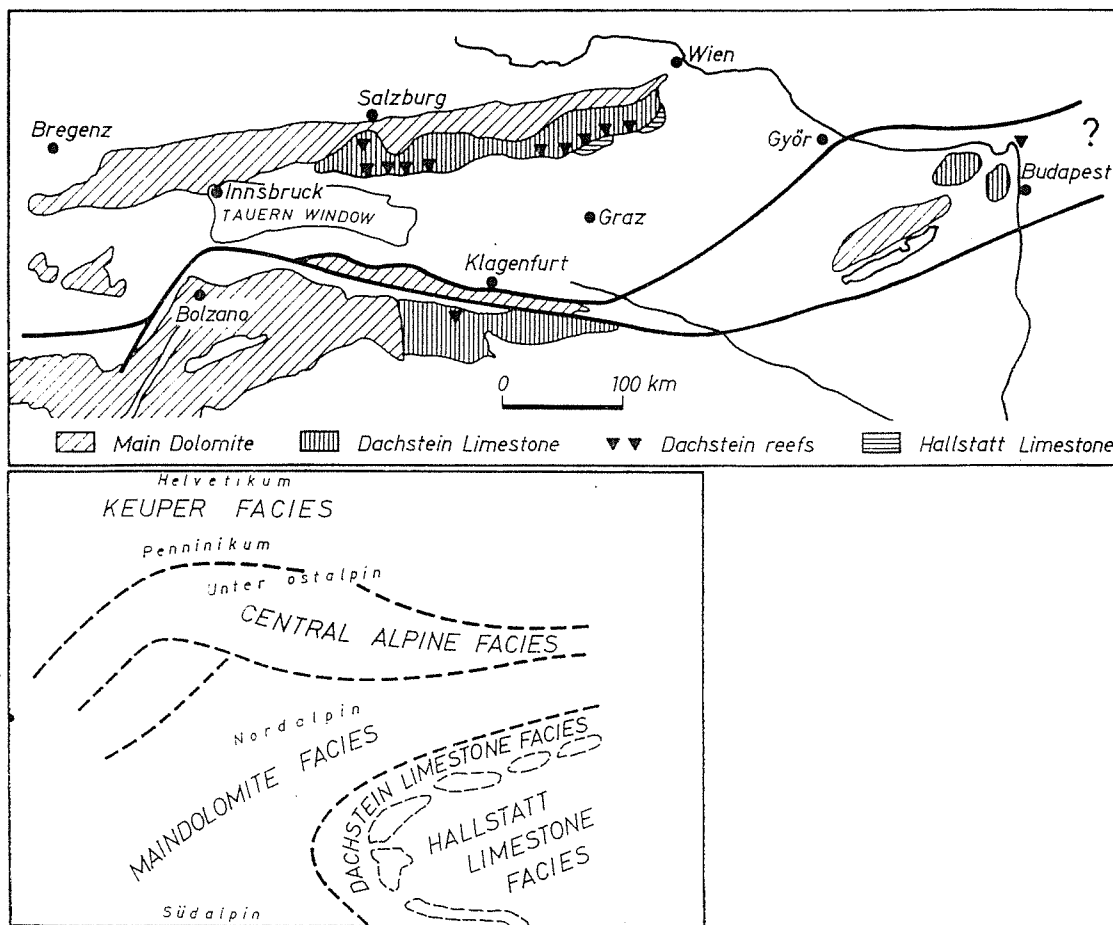 Wien
Salzburg
Bregenz
Győr
?
Budapest
Innsbruck
TAUERN WINDOW
Graz
Klagenfurt
Bolzano
0 100 km
Main Dolomite Dachstein Limestone Dachstein reefs Hallstatt Limestone
Helvetikum
KEUPER FACIES
Penninikum
Unter ostalpin
CENTRAL ALPINE FACIES
Nordalpin
MAINDOLOMITE FACIES
DACHSTEIN LIMESTONE FACIES
HALLSTATT
LIMESTONE
FACIES
Südalpin